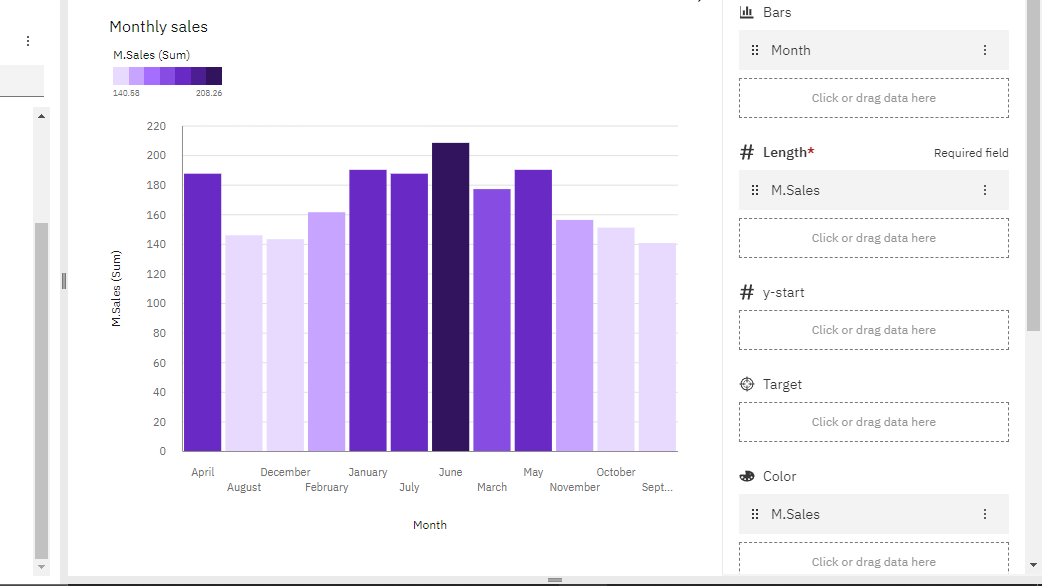 Monthly sales
M.Sales (Sum)
140.58 208.26
220
200
180
160
140
120
100
80
60
40
20
0
M.Sales (Sum)
April December January June May October
August February July March November Sept...
Month
Bars
Month
Click or drag data here
# Length* Required field
M.Sales
Click or drag data here
# y-start
Click or drag data here
Target
Click or drag data here
Color
M.Sales
Click or drag data here